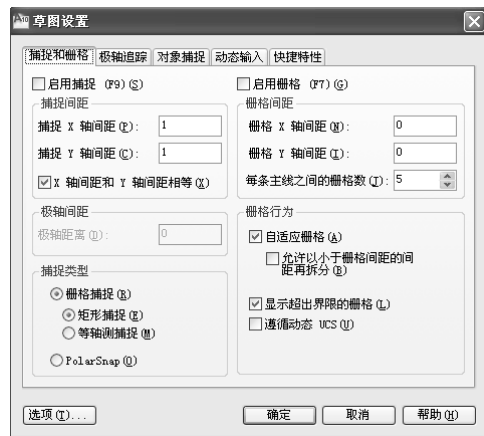 草图设置
捕捉和栅格 极轴追踪 对象捕捉 动态输入 快捷特性
启用捕捉 (F9)(S)
捕捉间距
捕捉 X 轴间距(P): 1
捕捉 Y 轴间距(C): 1
X 轴间距和 Y 轴间距相等(X)
极轴间距
极轴距离(D): 0
捕捉类型
栅格捕捉(R)
矩形捕捉(E)
等轴测捕捉(M)
PolarSnap(O)
启用栅格 (F7)(G)
栅格间距
栅格 X 轴间距(N): 0
栅格 Y 轴间距(I): 0
每条主线之间的栅格数(J): 5
栅格行为
自适应栅格(A)
允许以小于栅格间距的间
距再拆分(B)
显示超出界限的栅格(L)
遵循动态 UCS(U)
选项(T)... 确定 取消 帮助(H)